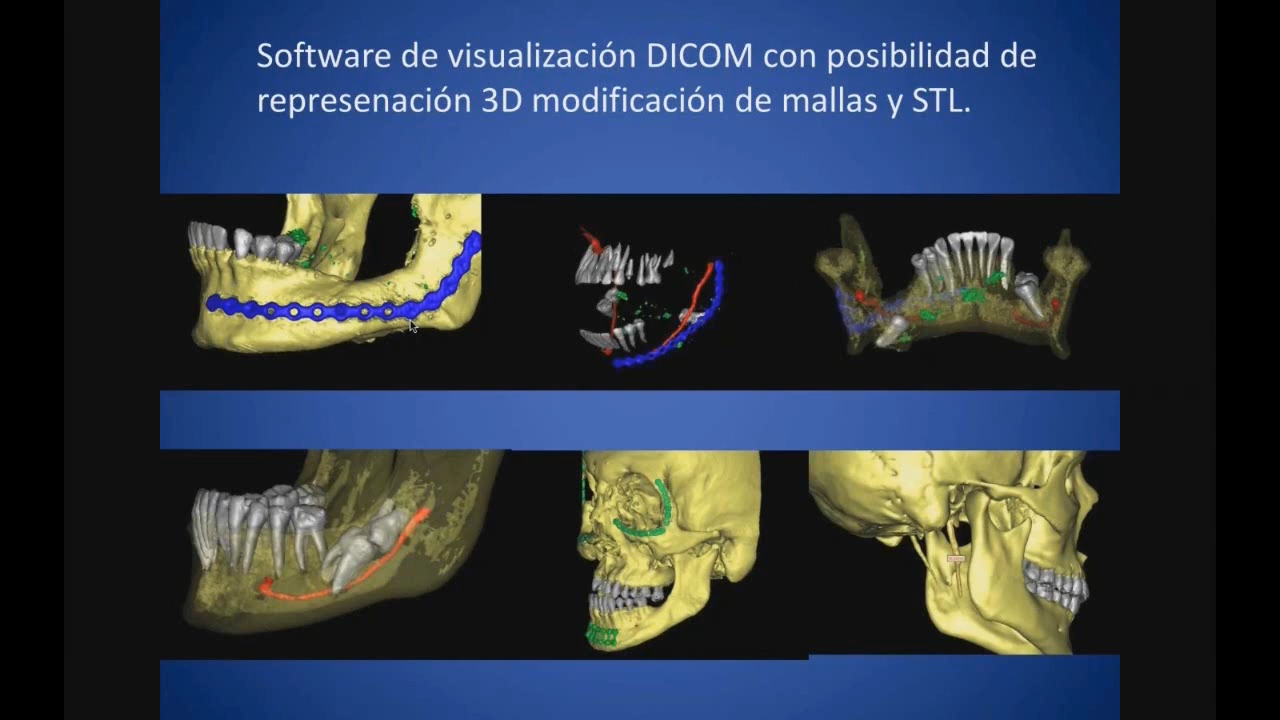 Software de visualización DICOM con posibilidad de
represenación 3D modificación de mallas y STL.